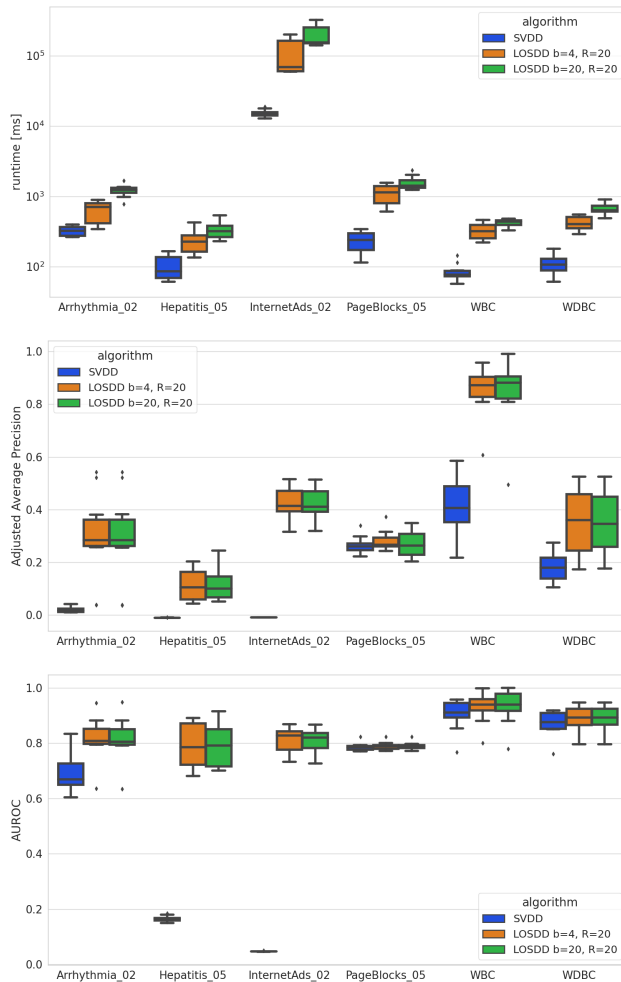 algorithm
SVDD
LOSDD b=4, R=20
LOSDD b=20, R=20
runtime [ms]
10^5
10^4
10^3
10^2
Arrhythmia_02 Hepatitis_05 InternetAds_02 PageBlocks_05 WBC WDBC
algorithm
SVDD
LOSDD b=4, R=20
LOSDD b=20, R=20
Adjusted Average Precision
1.0
0.8
0.6
0.4
0.2
0.0
Arrhythmia_02 Hepatitis_05 InternetAds_02 PageBlocks_05 WBC WDBC
AUROC
1.0
0.8
0.6
0.4
0.2
0.0
algorithm
SVDD
LOSDD b=4, R=20
LOSDD b=20, R=20
Arrhythmia_02 Hepatitis_05 InternetAds_02 PageBlocks_05 WBC WDBC